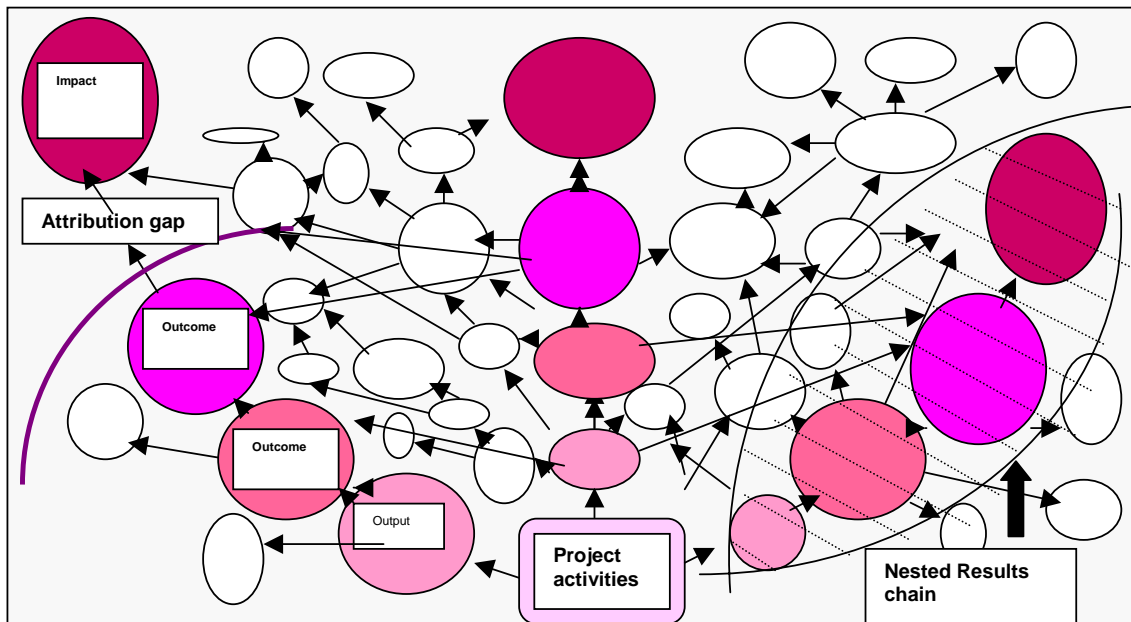 Impact
Attribution gap
Outcome
Outcome
Output
Project
activities
Nested Results
chain